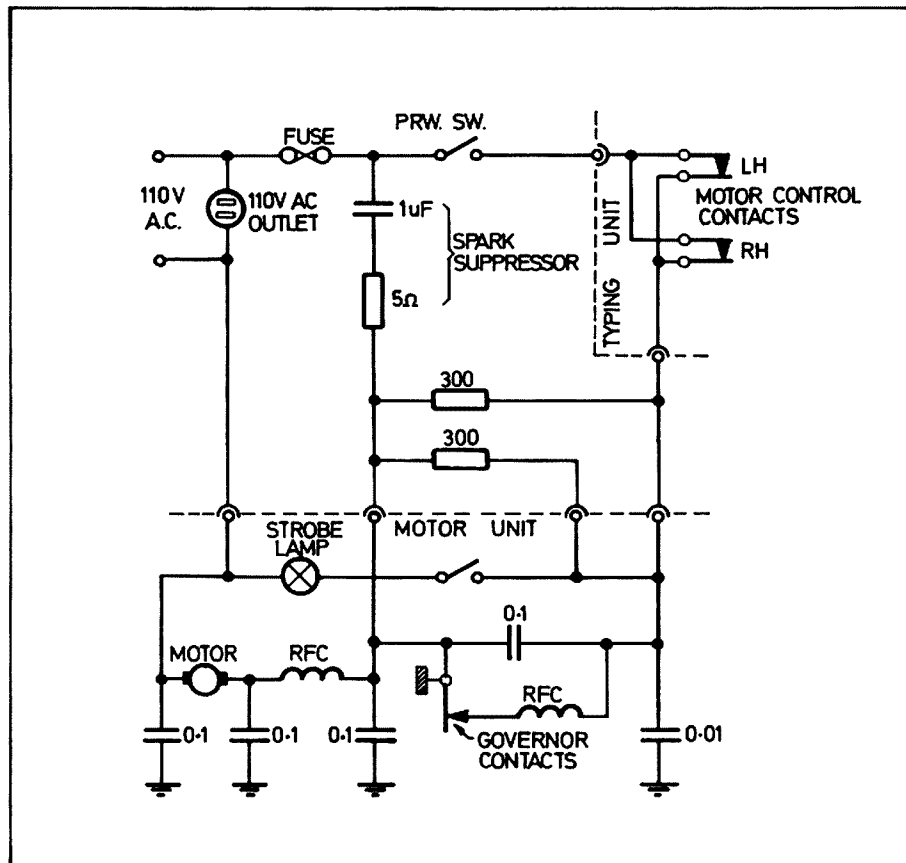 FUSE
PRW. SW.
110V
A.C.
110V AC
OUTLET
1uF
SPARK
SUPPRESSOR
5Ω
TYPING UNIT
LH
MOTOR CONTROL
CONTACTS
RH
300
300
MOTOR UNIT
STROBE
LAMP
0·1
MOTOR
RFC
RFC
GOVERNOR
CONTACTS
0·1
0·1
0·1
0·01